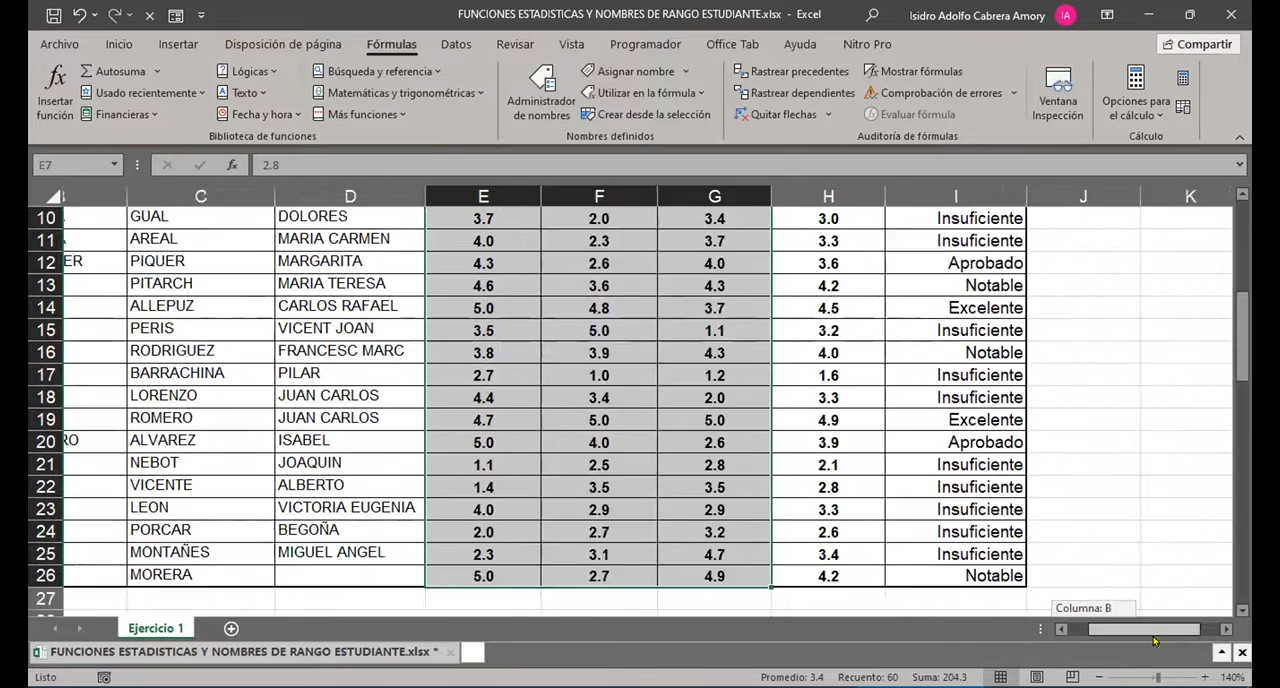 FUNCIONES ESTADISTICAS Y NOMBRES DE RANGO ESTUDIANTE.xlsx - Excel
Isidro Adolfo Cabrera Amory IA
Archivo Inicio Insertar Disposición de página Fórmulas Datos Revisar Vista Programador Office Tab Ayuda Nitro Pro Compartir
fx Insertar función
Autosuma
Usado recientemente
Financieras
Lógicas
Texto
Fecha y hora
Búsqueda y referencia
Matemáticas y trigonométricas
Más funciones
Biblioteca de funciones
Administrador de nombres
Asignar nombre
Utilizar en la fórmula
Crear desde la selección
Nombres definidos
Rastrear precedentes
Rastrear dependientes
Quitar flechas
Mostrar fórmulas
Comprobación de errores
Evaluar fórmula
Auditoría de fórmulas
Ventana Inspección
Opciones para el cálculo
Cálculo
E7 fx 2.8
C D E F G H I J K
10 GUAL DOLORES 3.7 2.0 3.4 3.0 Insuficiente
11 AREAL MARIA CARMEN 4.0 2.3 3.7 3.3 Insuficiente
12 ER PIQUER MARGARITA 4.3 2.6 4.0 3.6 Aprobado
13 PITARCH MARIA TERESA 4.6 3.6 4.3 4.2 Notable
14 ALLEPUZ CARLOS RAFAEL 5.0 4.8 3.7 4.5 Excelente
15 PERIS VICENT JOAN 3.5 5.0 1.1 3.2 Insuficiente
16 RODRIGUEZ FRANCESC MARC 3.8 3.9 4.3 4.0 Notable
17 BARRACHINA PILAR 2.7 1.0 1.2 1.6 Insuficiente
18 LORENZO JUAN CARLOS 4.4 3.4 2.0 3.3 Insuficiente
19 ROMERO JUAN CARLOS 4.7 5.0 5.0 4.9 Excelente
20 RO ALVAREZ ISABEL 5.0 4.0 2.6 3.9 Aprobado
21 NEBOT JOAQUIN 1.1 2.5 2.8 2.1 Insuficiente
22 VICENTE ALBERTO 1.4 3.5 3.5 2.8 Insuficiente
23 LEON VICTORIA EUGENIA 4.0 2.9 2.9 3.3 Insuficiente
24 PORCAR BEGOÑA 2.0 2.7 3.2 2.6 Insuficiente
25 MONTAÑES MIGUEL ANGEL 2.3 3.1 4.7 3.4 Insuficiente
26 MORERA 5.0 2.7 4.9 4.2 Notable
27
Columna: B
Ejercicio 1
FUNCIONES ESTADISTICAS Y NOMBRES DE RANGO ESTUDIANTE.xlsx *
Listo Promedio: 3.4 Recuento: 60 Suma: 204.3 140%